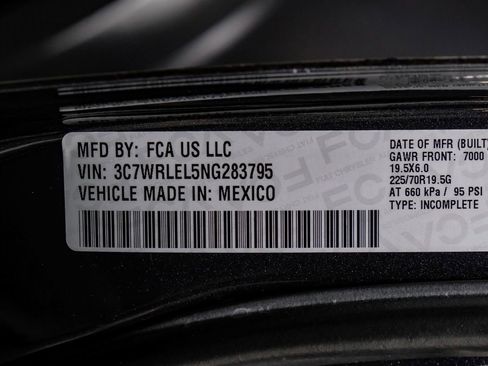 MFD BY: FCA US LLC
VIN: 3C7WRLEL5NG283795
VEHICLE MADE IN: MEXICO
DATE OF MFR (BUILT)
GAWR FRONT: 7000
19.5X6.0
225/70R19.5G
AT 660 kPa / 95 PSI
TYPE: INCOMPLETE